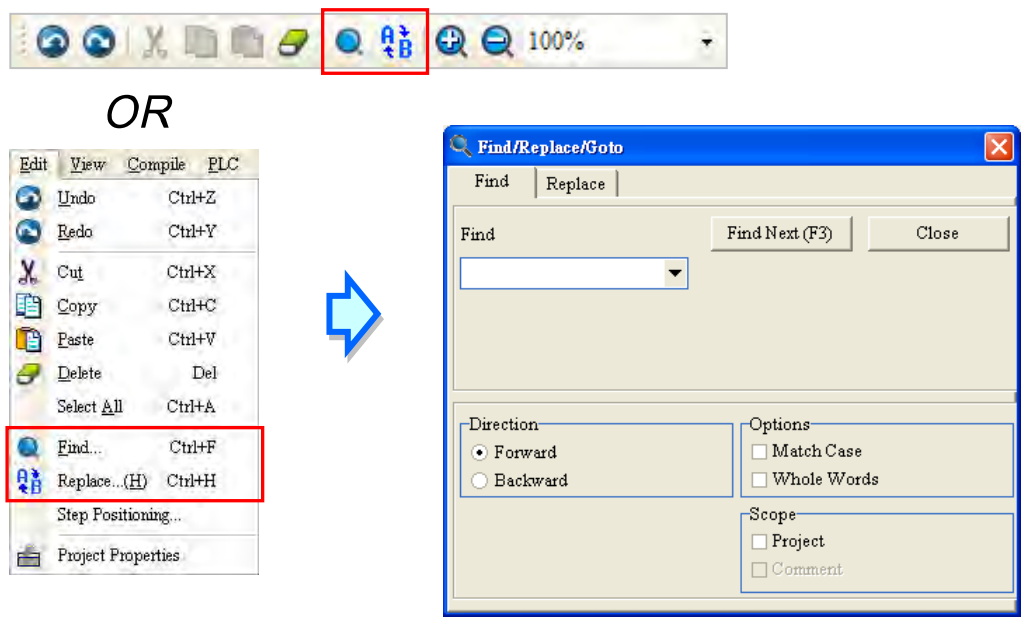 100%
OR
Edit View Compile PLC
Undo Ctrl+Z
Redo Ctrl+Y
Cut Ctrl+X
Copy Ctrl+C
Paste Ctrl+V
Delete Del
Select All Ctrl+A
Find... Ctrl+F
Replace...(H) Ctrl+H
Step Positioning...
Project Properties
Find/Replace/Goto
Find Replace
Find Find Next (F3) Close
Direction
Forward
Backward
Options
Match Case
Whole Words
Scope
Project
Comment